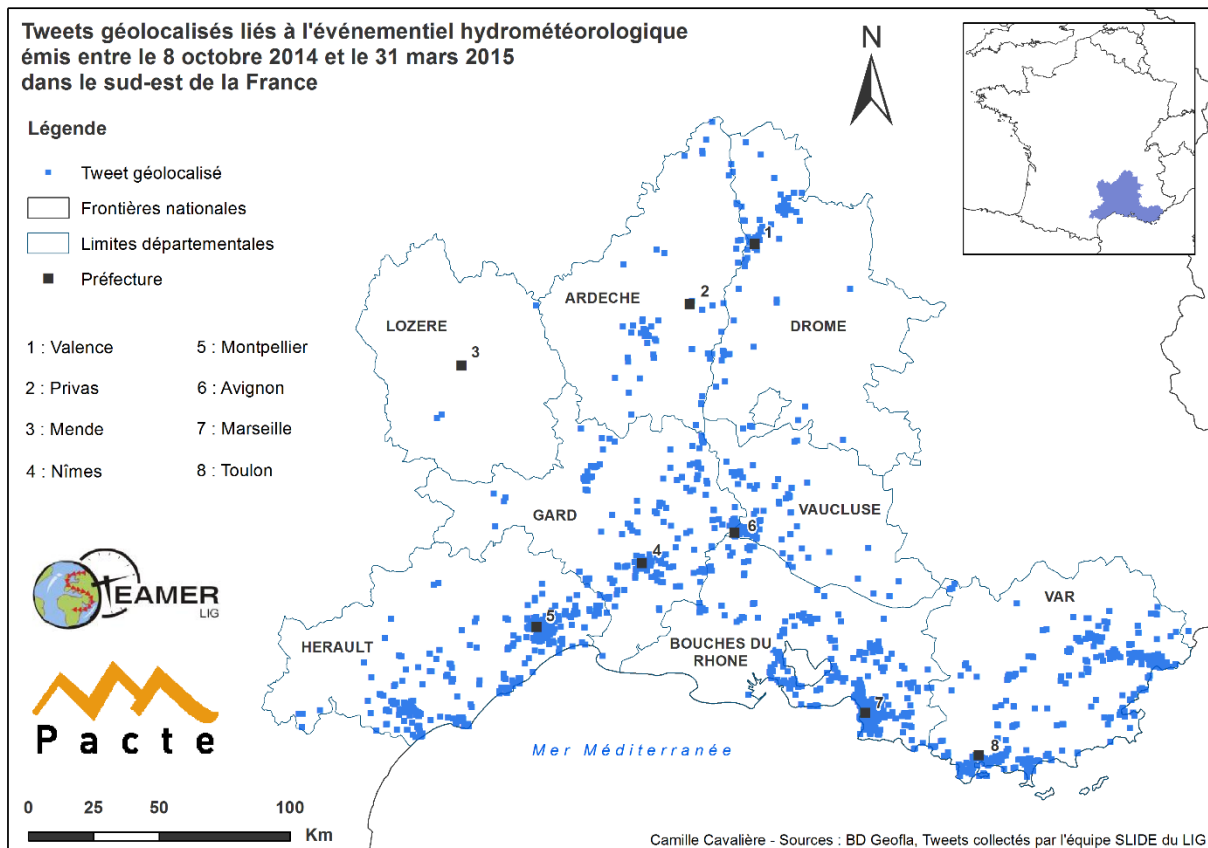 Tweets géolocalisés liés à l'événementiel hydrométéorologique
émis entre le 8 octobre 2014 et le 31 mars 2015
dans le sud-est de la France
N
Légende
Tweet géolocalisé
Frontières nationales
Limites départementales
Préfecture
1 : Valence
2 : Privas
3 : Mende
4 : Nîmes
5 : Montpellier
6 : Avignon
7 : Marseille
8 : Toulon
1
ARDECHE
2
LOZERE
DROME
3
GARD
VAUCLUSE
6
4
VAR
5
HERAULT
BOUCHES DU
RHONE
7
8
Mer Méditerranée
STEAMER
LIG
Pacte
0 25 50 100
Km
Camille Cavalière - Sources : BD Geofla, Tweets collectés par l'équipe SLIDE du LIG